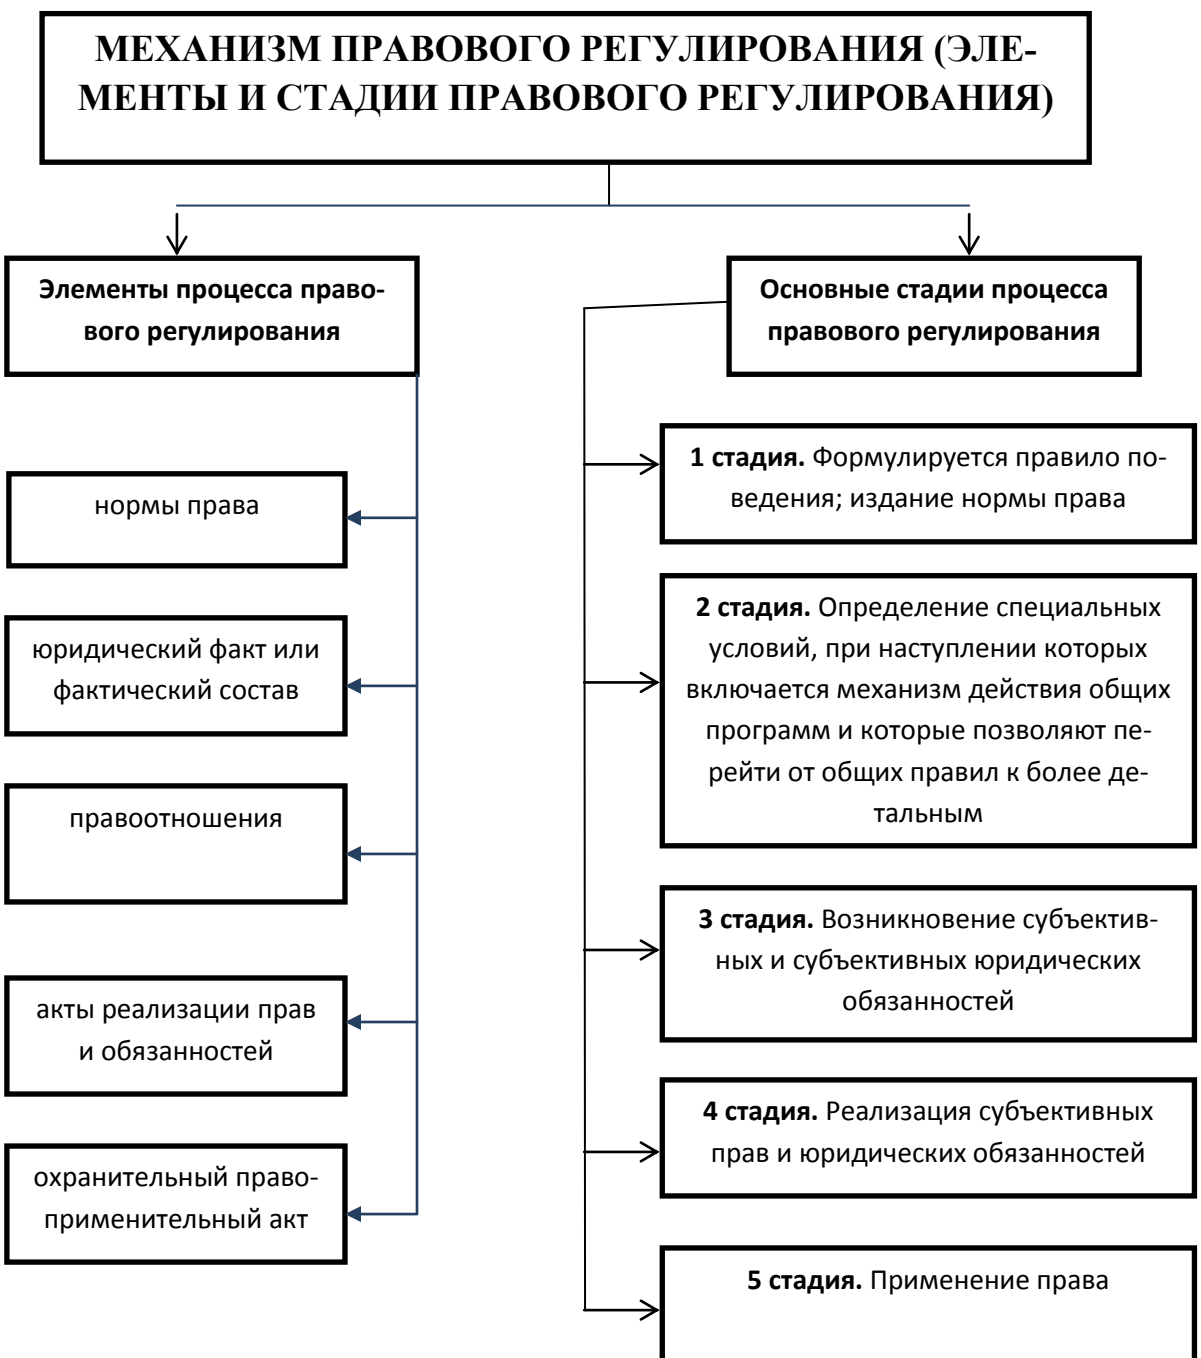 МЕХАНИЗМ ПРАВОВОГО РЕГУЛИРОВАНИЯ (ЭЛЕ-
МЕНТЫ И СТАДИИ ПРАВОВОГО РЕГУЛИРОВАНИЯ)
Элементы процесса право-
вого регулирования
нормы права
юридический факт или
фактический состав
правоотношения
акты реализации прав
и обязанностей
охранительный право-
применительный акт
Основные стадии процесса
правового регулирования
1 стадия. Формулируется правило по-
ведения; издание нормы права
2 стадия. Определение специальных
условий, при наступлении которых
включается механизм действия общих
программ и которые позволяют пе-
рейти от общих правил к более де-
тальным
3 стадия. Возникновение субъектив-
ных и субъективных юридических
обязанностей
4 стадия. Реализация субъективных
прав и юридических обязанностей
5 стадия. Применение права